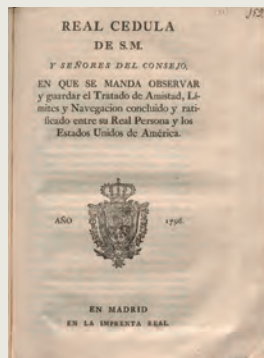 REAL CEDULA
DE S.M.
Y SEÑORES DEL CONSEJO,
EN QUE SE MANDA OBSERVAR
y guardar el Tratado de Amistad, Lí-
mites y Navegacion concluido y rati-
ficado entre su Real Persona y los
Estados Unidos de América.
AÑO 1796.
EN MADRID
EN LA IMPRENTA REAL